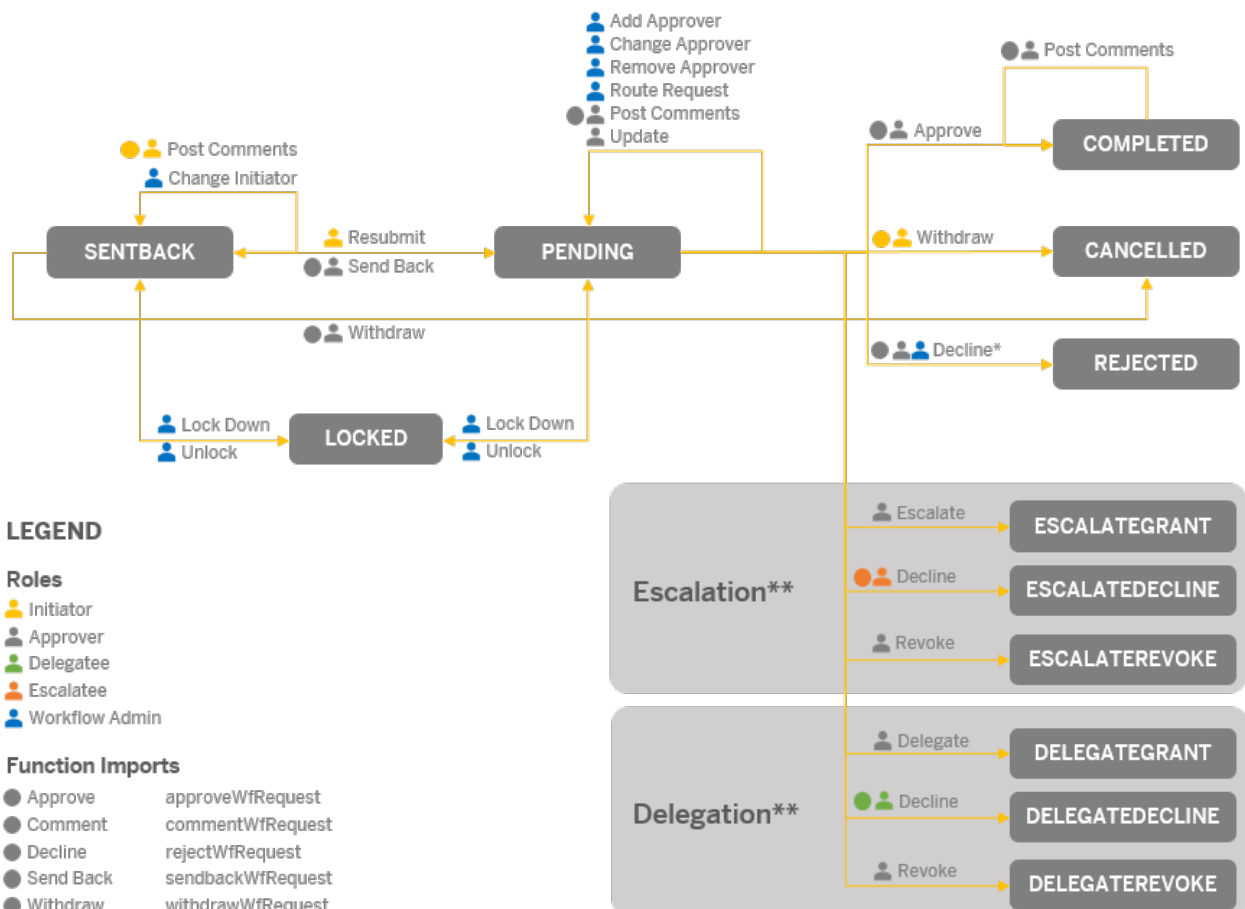 Add Approver
Change Approver
Remove Approver
Route Request
Post Comments
Update
Post Comments
Approve
COMPLETED
Post Comments
Change Initiator
SENTBACK
Resubmit
Send Back
PENDING
Withdraw
CANCELLED
Withdraw
Decline*
REJECTED
Lock Down
Unlock
LOCKED
Lock Down
Unlock
Escalation**
Escalate
ESCALATEGRANT
Decline
ESCALATEDECLINE
Revoke
ESCALATEREVOKE
Delegation**
Delegate
DELEGATEGRANT
Decline
DELEGATEDECLINE
Revoke
DELEGATEREVOKE
LEGEND
Roles
Initiator
Approver
Delegatee
Escalatee
Workflow Admin
Function Imports
Approve approveWfRequest
Comment commentWfRequest
Decline rejectWfRequest
Send Back sendbackWfRequest
Withdraw withdrawWfRequest